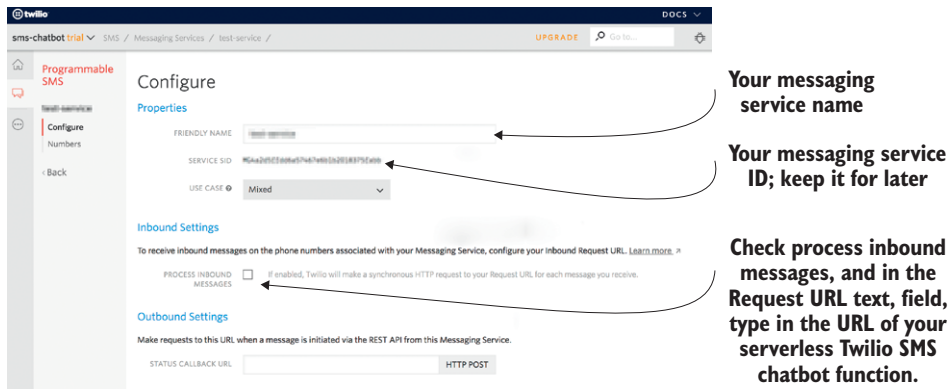 twilio
DOCS
sms-chatbot trial SMS / Messaging Services / test-service /
UPGRADE
Go to...
Programmable
SMS
Configure
Numbers
‹ Back
Configure
Properties
FRIENDLY NAME
SERVICE SID
USE CASE
Mixed
Inbound Settings
To receive inbound messages on the phone numbers associated with your Messaging Service, configure your Inbound Request URL. Learn more.
PROCESS INBOUND
MESSAGES
If enabled, Twilio will make a synchronous HTTP request to your Request URL for each message you receive.
Outbound Settings
Make requests to this URL when a message is initiated via the REST API from this Messaging Service.
STATUS CALLBACK URL
HTTP POST
Your messaging
service name
Your messaging service
ID; keep it for later
Check process inbound
messages, and in the
Request URL text, field,
type in the URL of your
serverless Twilio SMS
chatbot function.